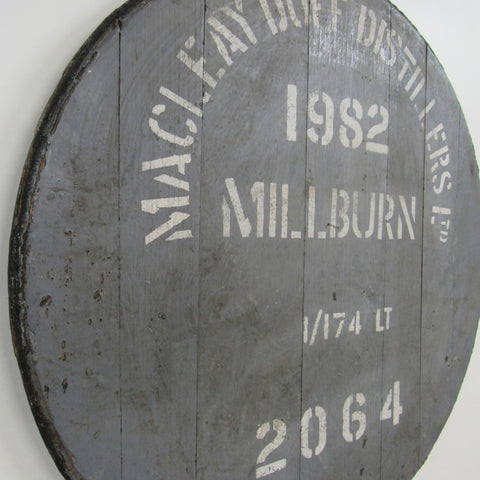 MACLEAY DUFF DISTILLERS LTD
1982
MILLBURN
1/174 LT
2064